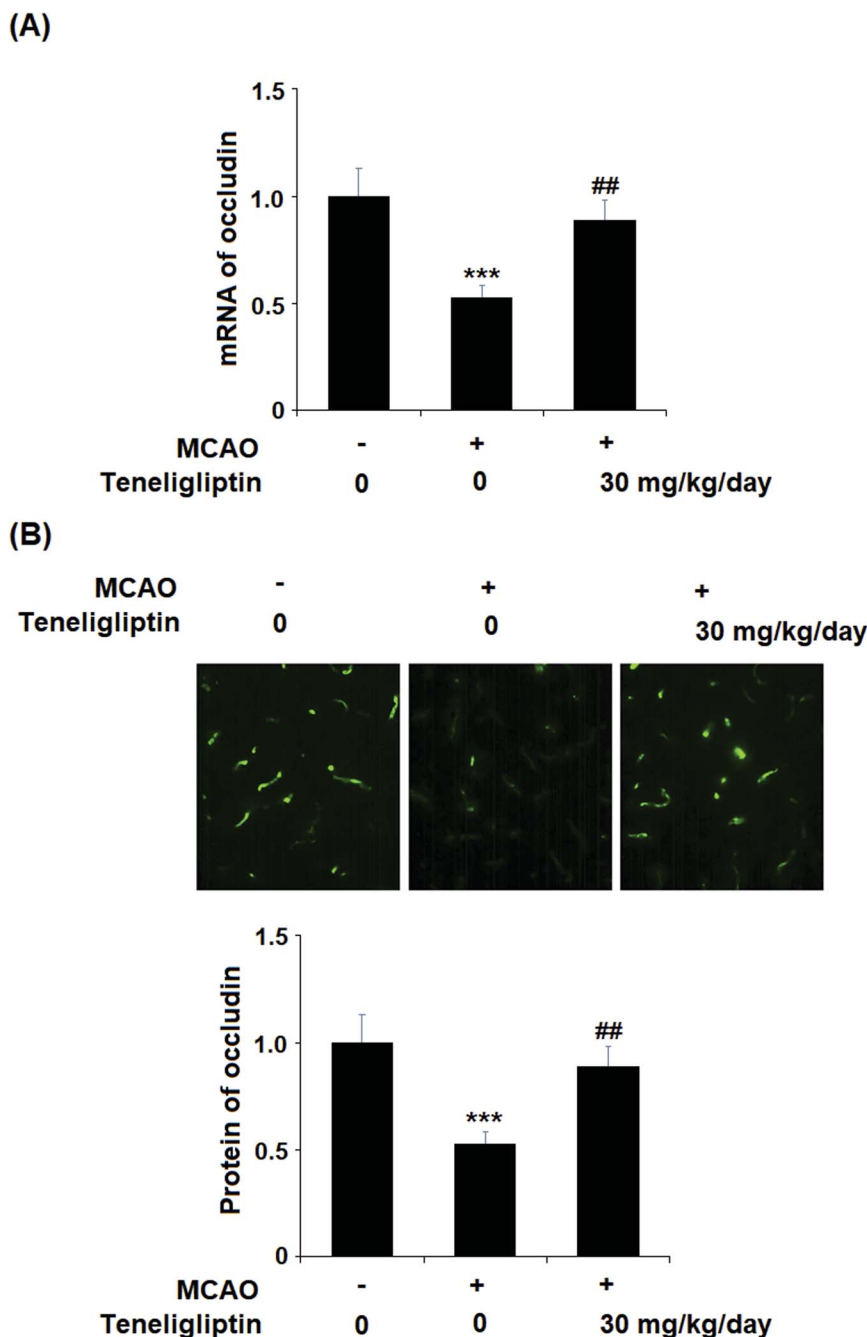 (A)
1.5
1.0
0.5
0
mRNA of occludin
***
##
MCAO - + +
Teneligliptin 0 0 30 mg/kg/day
(B)
MCAO - + +
Teneligliptin 0 0 30 mg/kg/day
1.5
1.0
0.5
0
Protein of occludin
***
##
MCAO - + +
Teneligliptin 0 0 30 mg/kg/day